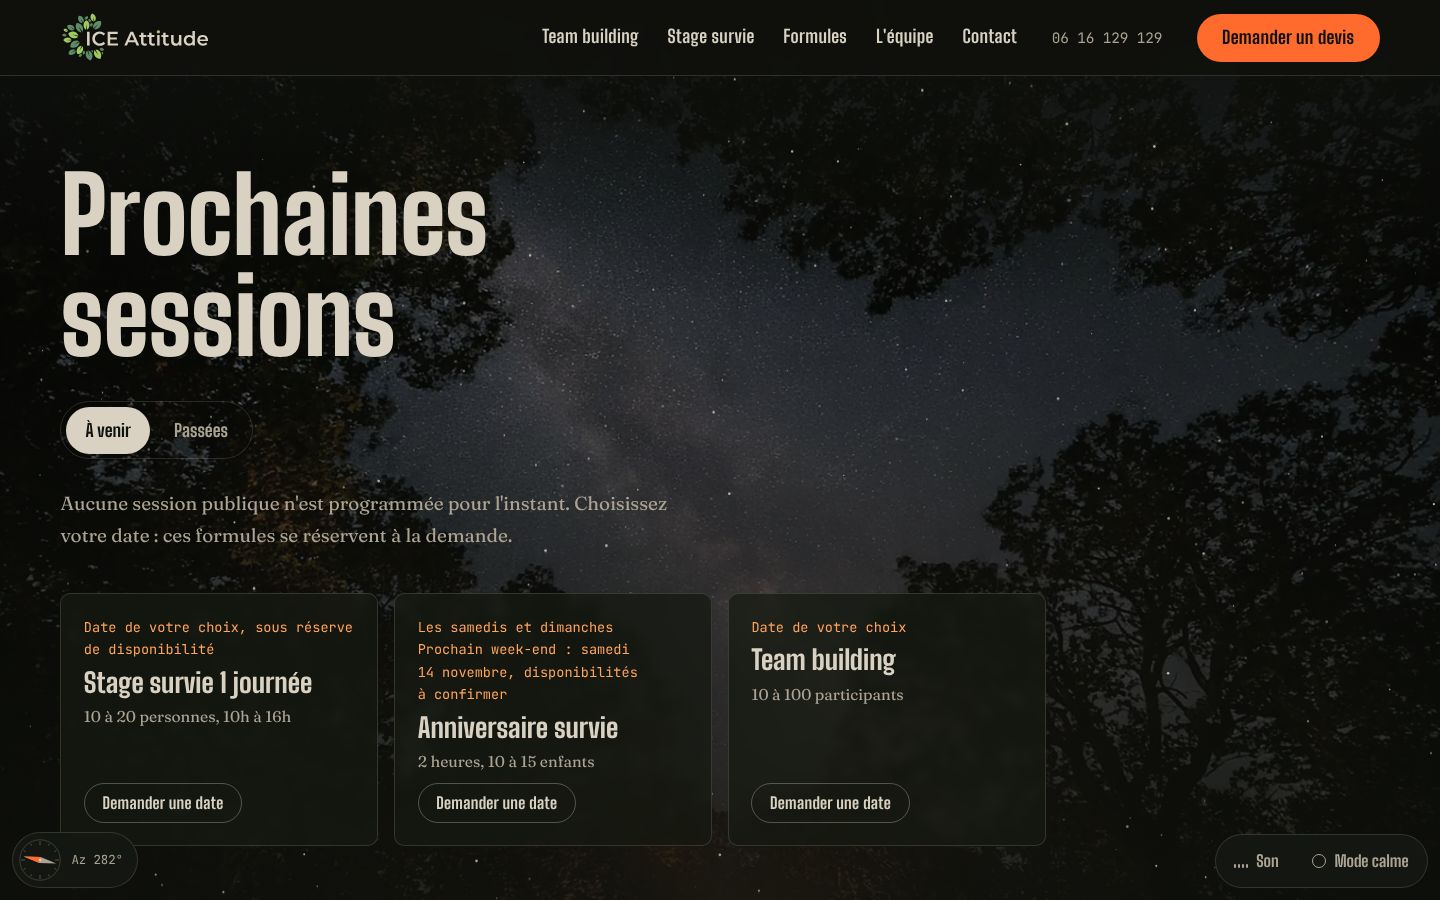 ICE Attitude
Team building
Stage survie
Formules
L'équipe
Contact
06 16 129 129
Demander un devis
Prochaines
sessions
À venir
Passées
Aucune session publique n'est programmée pour l'instant. Choisissez
votre date : ces formules se réservent à la demande.
Date de votre choix, sous réserve
de disponibilité
Stage survie 1 journée
10 à 20 personnes, 10h à 16h
Demander une date
Les samedis et dimanches
Prochain week-end : samedi
14 novembre, disponibilités
à confirmer
Anniversaire survie
2 heures, 10 à 15 enfants
Demander une date
Date de votre choix
Team building
10 à 100 participants
Demander une date
Az 282°
Son
Mode calme